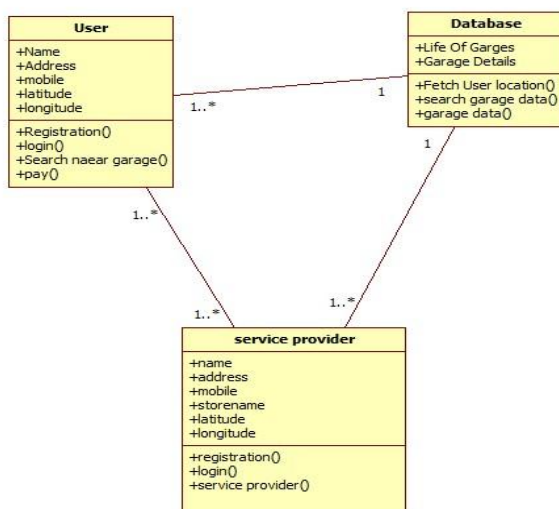 User
+Name
+Address
+mobile
+latitude
+longitude
+Registration()
+login()
+Search naear garage()
+pay()
Database
+Life Of Garges
+Garage Details
+Fetch User location()
+search garage data()
+garage data()
1..*
1
1
1..*
1..*
1..*
service provider
+name
+address
+mobile
+storename
+latitude
+longitude
+registration()
+login()
+service provider()